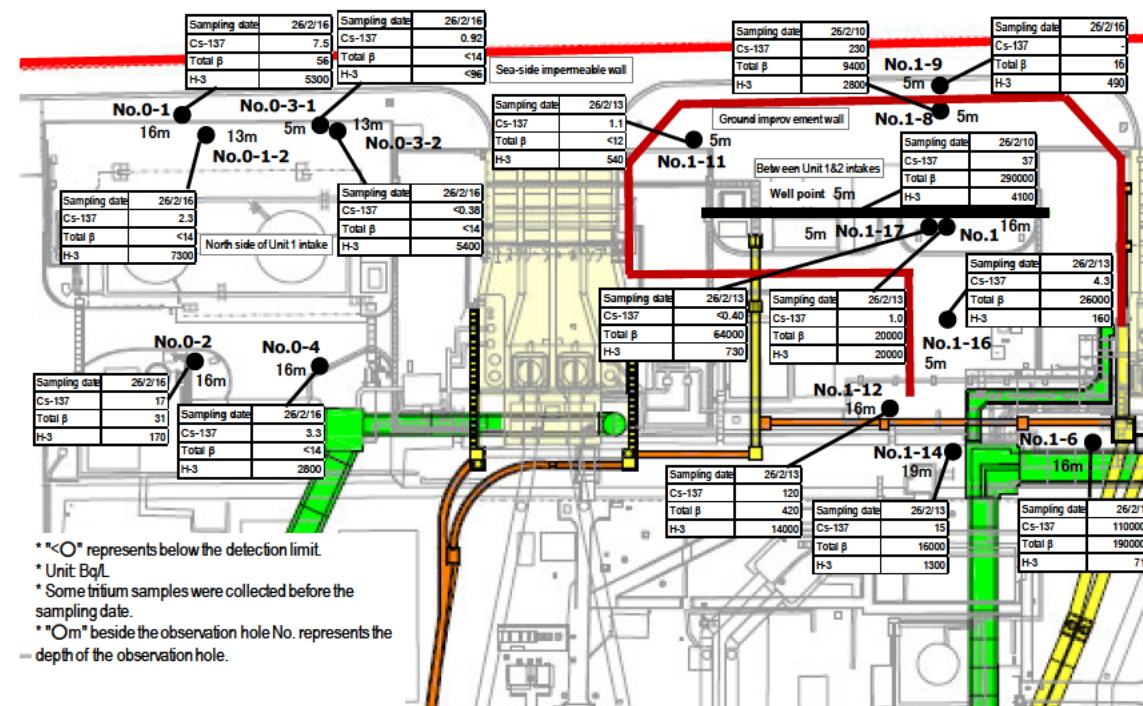 Sampling date 26/2/16
Cs-137 7.5
Total β 56
H-3 5300
Sampling date 26/2/16
Cs-137 0.92
Total β <14
H-3 <96
Sea-side impermeable wall
Sampling date 26/2/10
Cs-137 230
Total β 9400
H-3 2800
Sampling date 26/2/16
Cs-137 -
Total β 16
H-3 490
No.1-9
5m
No.0-1
16m
13m
No.0-1-2
No.0-3-1
5m
13m
No.0-3-2
Sampling date 26/2/13
Cs-137 1.1
Total β <12
H-3 540
5m
No.1-11
Ground improvement wall
No.1-8
5m
Between Unit 1&2 intakes
Sampling date 26/2/10
Cs-137 37
Total β 290000
H-3 4100
Well point 5m
5m No.1-17
No.1 16m
Sampling date 26/2/16
Cs-137 2.3
Total β <14
H-3 7300
North side of Unit 1 intake
Sampling date 26/2/16
Cs-137 <0.38
Total β <14
H-3 5400
Sampling date 26/2/13
Cs-137 <0.40
Total β 64000
H-3 730
Sampling date 26/2/13
Cs-137 1.0
Total β 20000
H-3 20000
Sampling date 26/2/13
Cs-137 4.3
Total β 26000
H-3 160
No.1-16
5m
No.0-2
16m
No.0-4
16m
Sampling date 26/2/16
Cs-137 17
Total β 31
H-3 170
Sampling date 26/2/16
Cs-137 3.3
Total β <14
H-3 2800
No.1-12
16m
No.1-14
19m
No.1-6
16m
Sampling date 26/2/13
Cs-137 120
Total β 420
H-3 14000
Sampling date 26/2/13
Cs-137 15
Total β 16000
H-3 1300
Sampling date 26/2/1
Cs-137 110000
Total β 190000
H-3 71
* "<○" represents below the detection limit.
* Unit: Bq/L
* Some tritium samples were collected before the
sampling date.
* "○m" beside the observation hole No. represents the
depth of the observation hole.